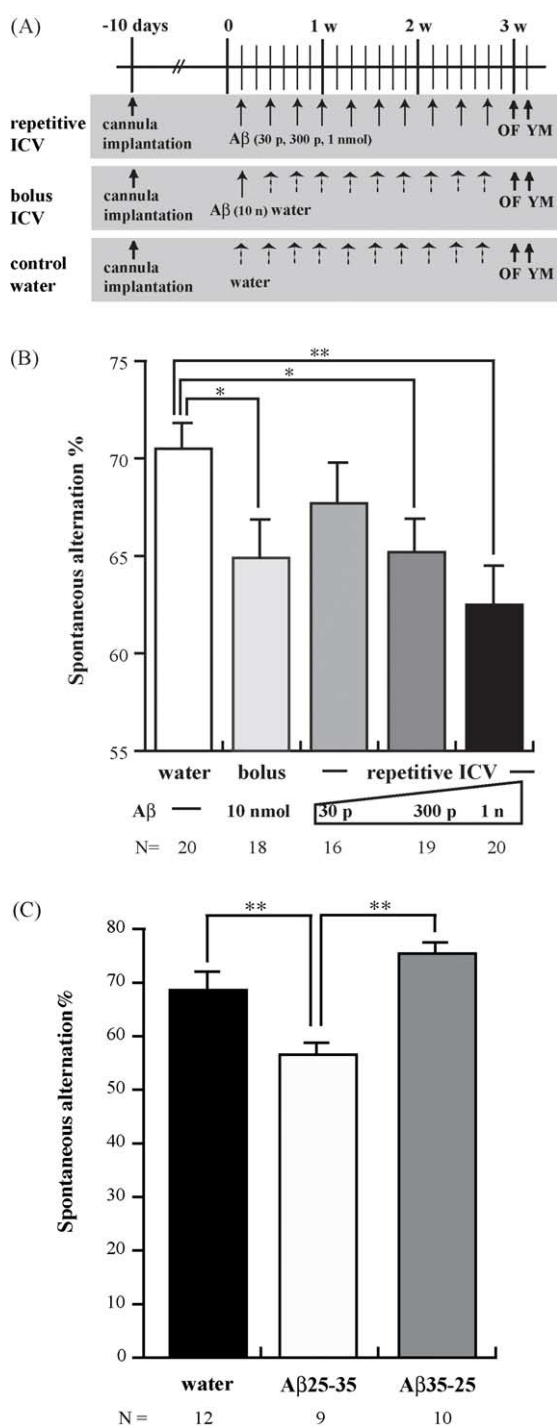 (A)
-10 days 0 1 w 2 w 3 w
repetitive ICV
cannula implantation
Aβ (30 p, 300 p, 1 nmol)
OF YM
bolus ICV
cannula implantation
Aβ (10 n) water
OF YM
control water
cannula implantation
water
OF YM
(B)
Spontaneous alternation %
75
70
65
60
55
**
*
*
water bolus — repetitive ICV —
Aβ — 10 nmol 30 p 300 p 1 n
N= 20 18 16 19 20
(C)
Spontaneous alternation%
80
70
60
50
40
30
20
10
0
** **
water Aβ25-35 Aβ35-25
N = 12 9 10